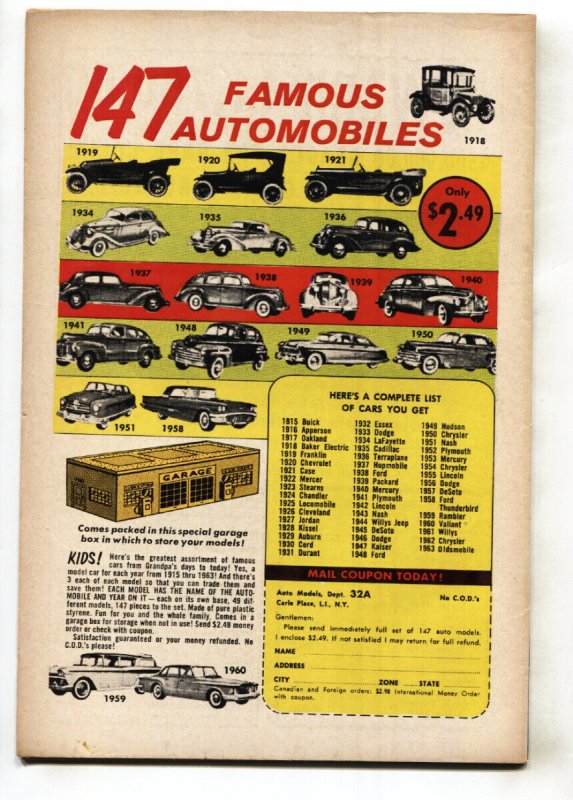 147 FAMOUS
AUTOMOBILES
1918
1919
1920
1921
Only
$2.49
1934
1935
1936
1937
1938
1939
1940
1941
1948
1949
1950
1951
1958
HERE'S A COMPLETE LIST
OF CARS YOU GET
1915 Buick
1916 Apperson
1917 Oakland
1918 Baker Electric
1919 Franklin
1920 Chevrolet
1921 Case
1922 Mercer
1923 Stearns
1924 Chandler
1925 Locomobile
1926 Cleveland
1927 Jordan
1928 Kissel
1929 Auburn
1930 Cord
1931 Durant
1932 Essex
1933 Dodge
1934 LaFayette
1935 Cadillac
1936 Terraplane
1937 Hupmobile
1938 Ford
1939 Packard
1940 Mercury
1941 Plymouth
1942 Lincoln
1943 Nash
1944 Willys Jeep
1945 DeSoto
1946 Dodge
1947 Kaiser
1948 Ford
1949 Hudson
1950 Chrysler
1951 Nash
1952 Plymouth
1953 Mercury
1954 Chrysler
1955 Lincoln
1956 Dodge
1957 DeSoto
1958 Ford
Thunderbird
1959 Rambler
1960 Valiant
1961 Willys
1962 Chrysler
1963 Oldsmobile
GARAGE
Comes packed in this special garage
box in which to store your models!
KIDS! Here's the greatest assortment of famous
cars from Grandpa's days to today! Yes, a
model car for each year from 1915 thru 1963! And there's
3 each of each model so that you can trade them and
save them! EACH MODEL HAS THE NAME OF THE AUTO-
MOBILE AND YEAR ON IT — each on its own base, 49 dif-
ferent models, 147 pieces to the set. Made of pure plastic
styrene. Fun for you and the whole family. Comes in a
garage box for storage when not in use! Send $2.49 money
order or check with coupon.
Satisfaction guaranteed or your money refunded. No
C.O.D.'s please!
1959
1960
MAIL COUPON TODAY!
Auto Models, Dept. 32A No C.O.D.'s
Carle Place, L.I., N.Y.
Gentlemen:
Please send immediately full set of 147 auto models.
I enclose $2.49. If not satisfied I may return for full refund.
NAME
ADDRESS
CITY ZONE STATE
Canadian and Foreign orders: $2.98 International Money Order
with coupon.